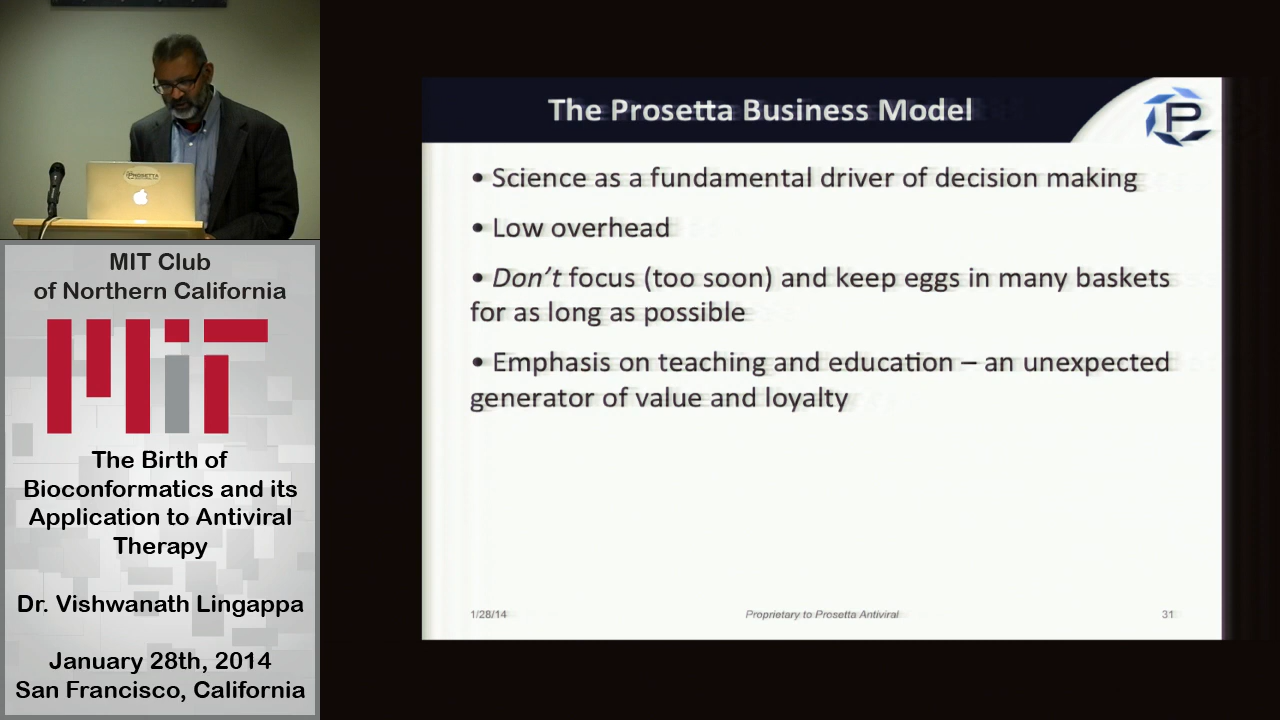 PROSETTA
MIT Club
of Northern California
MIT
The Birth of
Bioconformatics and its
Application to Antiviral
Therapy
Dr. Vishwanath Lingappa
January 28th, 2014
San Francisco, California
The Prosetta Business Model
P
• Science as a fundamental driver of decision making
• Low overhead
• Don't focus (too soon) and keep eggs in many baskets
for as long as possible
• Emphasis on teaching and education – an unexpected
generator of value and loyalty
1/28/14
Proprietary to Prosetta Antiviral
31